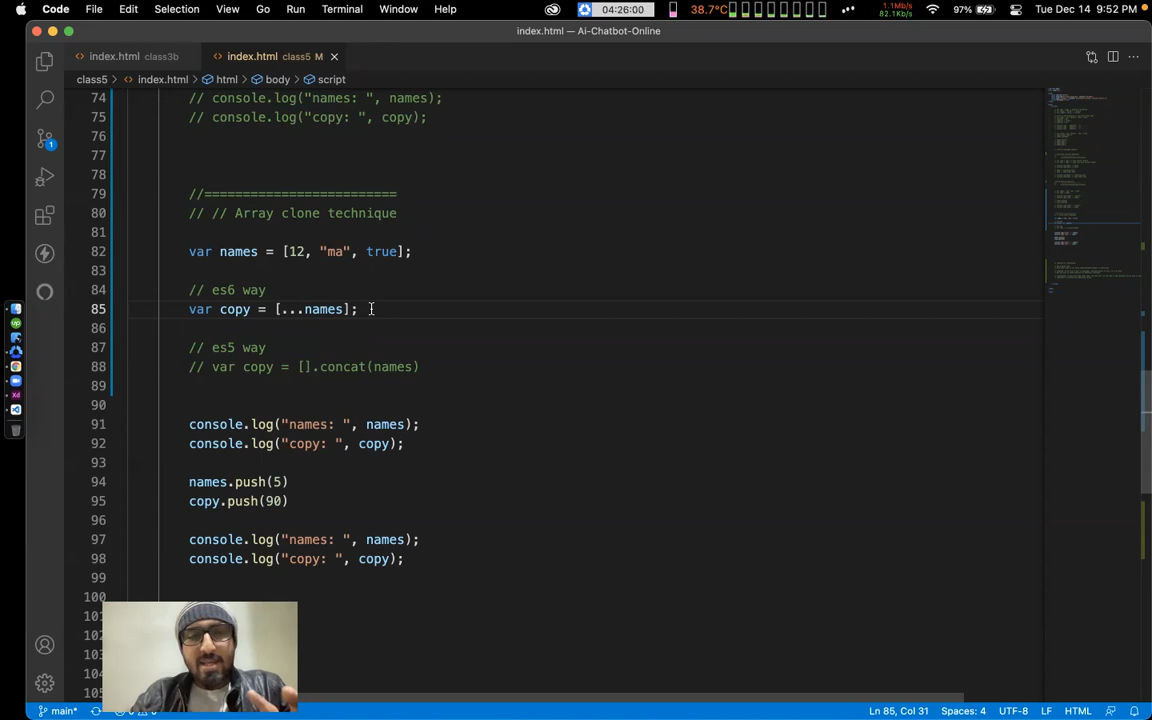 Code File Edit Selection View Go Run Terminal Window Help 04:26:00 38.7°C 1.1Mb/s 82.1Kb/s 97% Tue Dec 14 9:52 PM
index.html — Ai-Chatbot-Online
index.html class3b index.html class5 M
class5 > index.html > html > body > script
74 // console.log("names: ", names);
75 // console.log("copy: ", copy);
76
77
78
79 //=========================
80 // // Array clone technique
81
82 var names = [12, "ma", true];
83
84 // es6 way
85 var copy = [...names];
86
87 // es5 way
88 // var copy = [].concat(names)
89
90
91 console.log("names: ", names);
92 console.log("copy: ", copy);
93
94 names.push(5)
95 copy.push(90)
96
97 console.log("names: ", names);
98 console.log("copy: ", copy);
99
100
101
102
103
104
105
1
up
Xd
main* Ln 85, Col 31 Spaces: 4 UTF-8 LF HTML